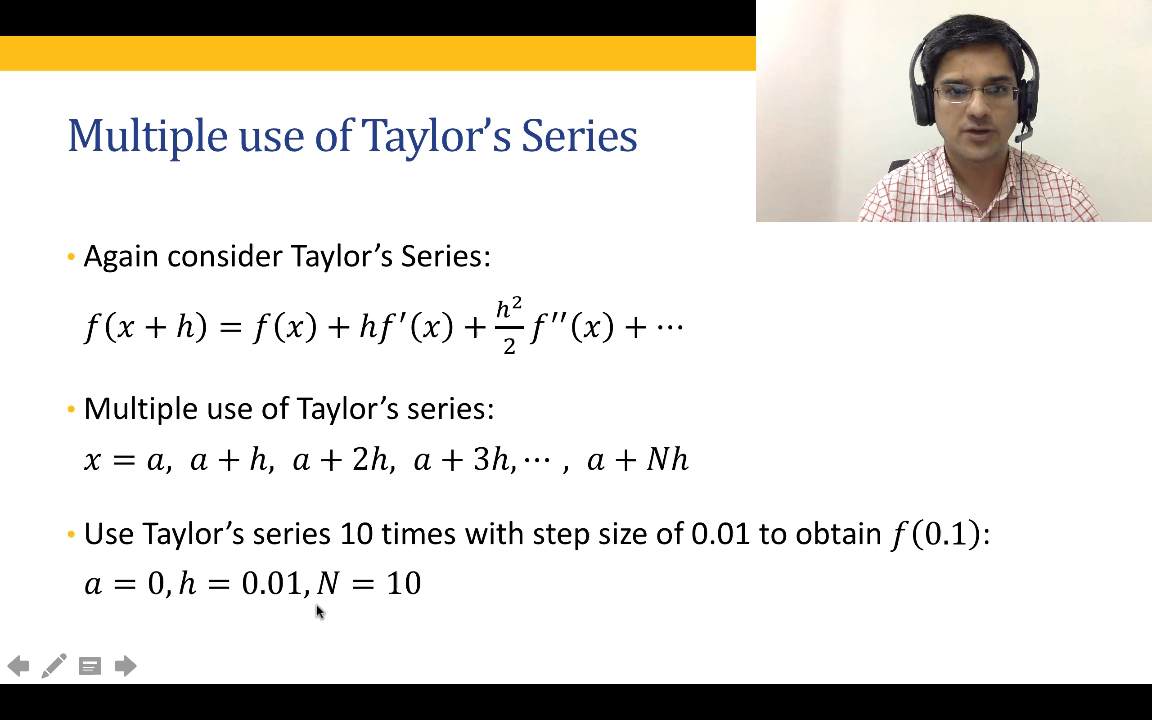 Multiple use of Taylor's Series
• Again consider Taylor's Series:
f(x + h) = f(x) + hf′(x) + h²/2 f′′(x) + ⋯
• Multiple use of Taylor's series:
x = a, a + h, a + 2h, a + 3h, ⋯ , a + Nh
• Use Taylor's series 10 times with step size of 0.01 to obtain f(0.1):
a = 0, h = 0.01, N = 10